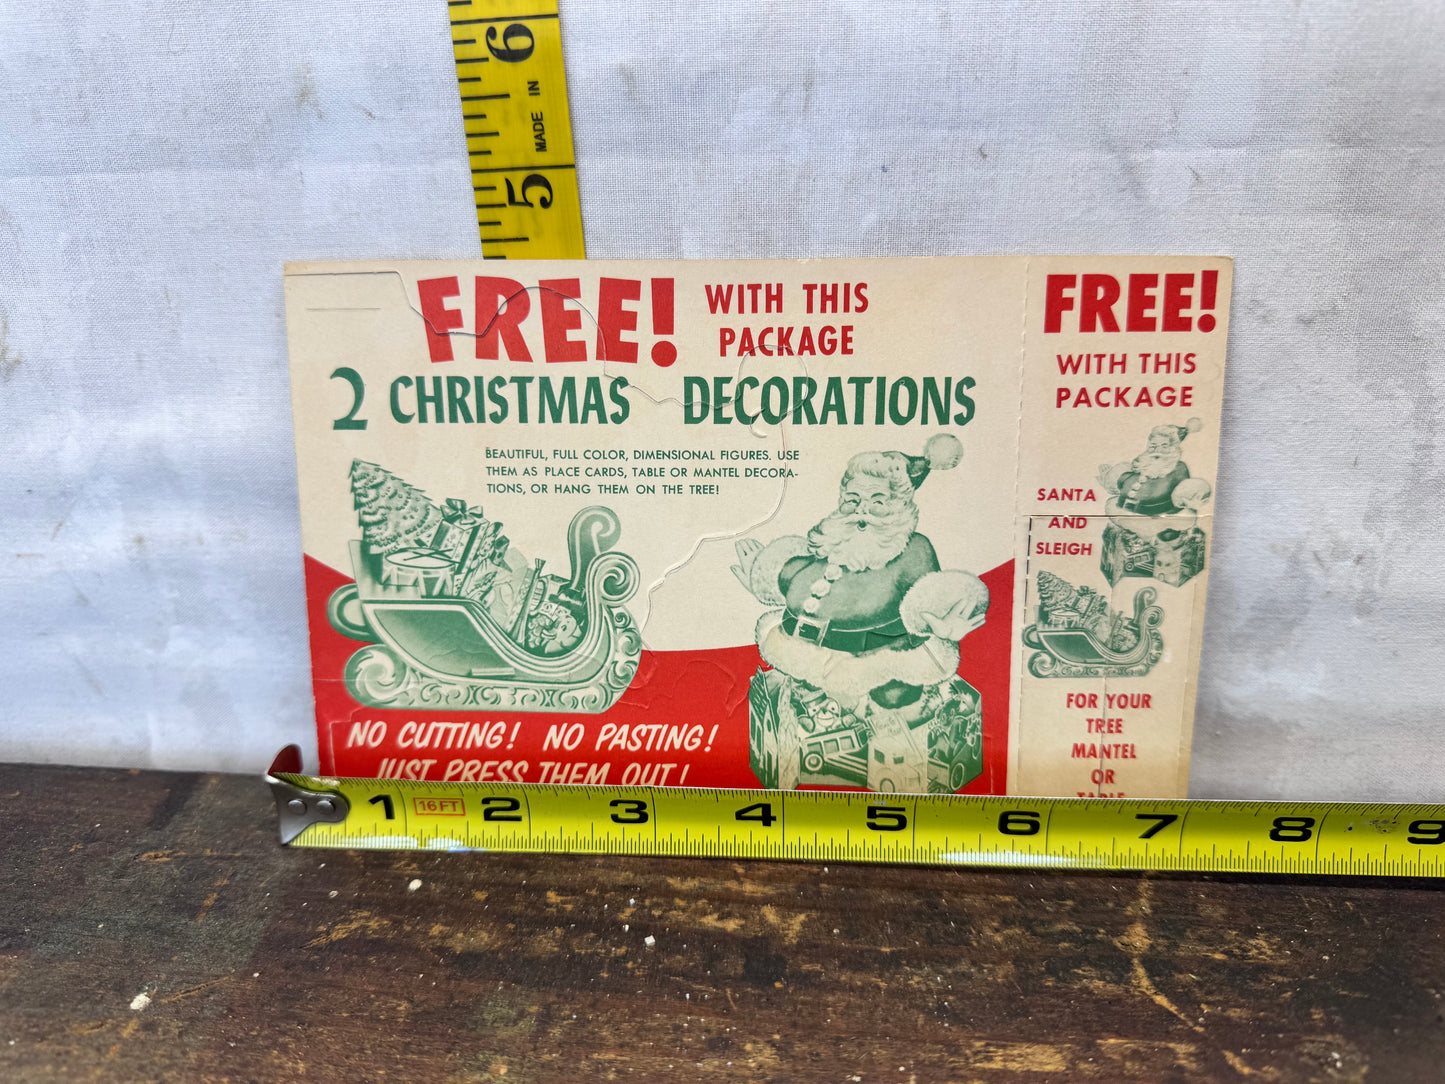 6
MADE IN
5
FREE! WITH THIS PACKAGE
2 CHRISTMAS DECORATIONS
BEAUTIFUL, FULL COLOR, DIMENSIONAL FIGURES. USE
THEM AS PLACE CARDS, TABLE OR MANTEL DECORA-
TIONS, OR HANG THEM ON THE TREE!
NO CUTTING! NO PASTING!
JUST PRESS THEM OUT!
FREE!
WITH THIS
PACKAGE
SANTA
AND
SLEIGH
FOR YOUR
TREE
MANTEL
OR
TABLE
1 16FT 2 3 4 5 6 7 8 9